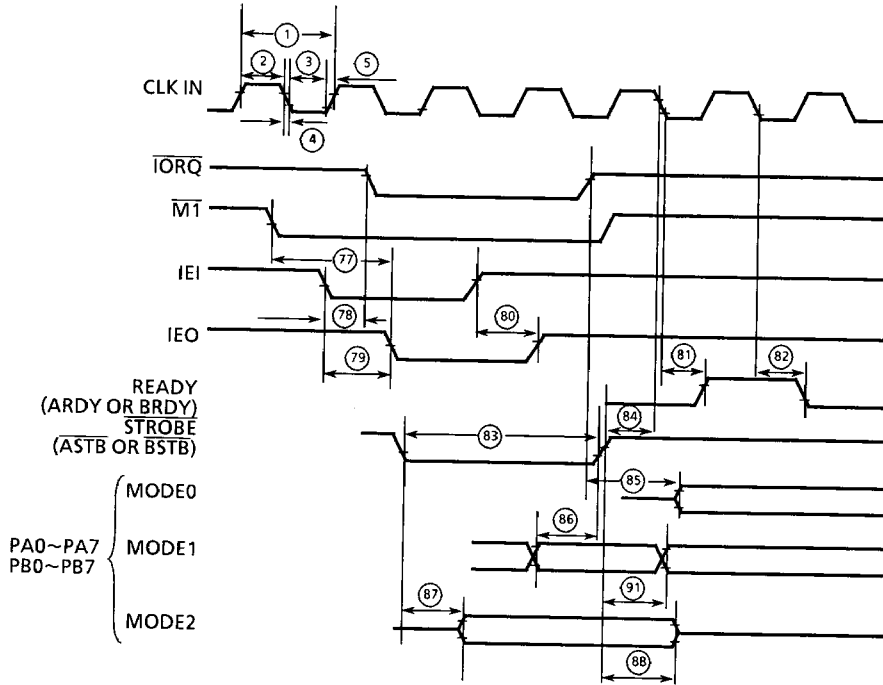 1
2
3
5
CLK IN
4
IORQ
M1
77
IEI
78
80
IEO
79
81
82
READY
(ARDY OR BRDY)
STROBE
(ASTB OR BSTB)
83
84
85
MODE0
86
PA0~PA7
PB0~PB7
MODE1
91
87
MODE2
88